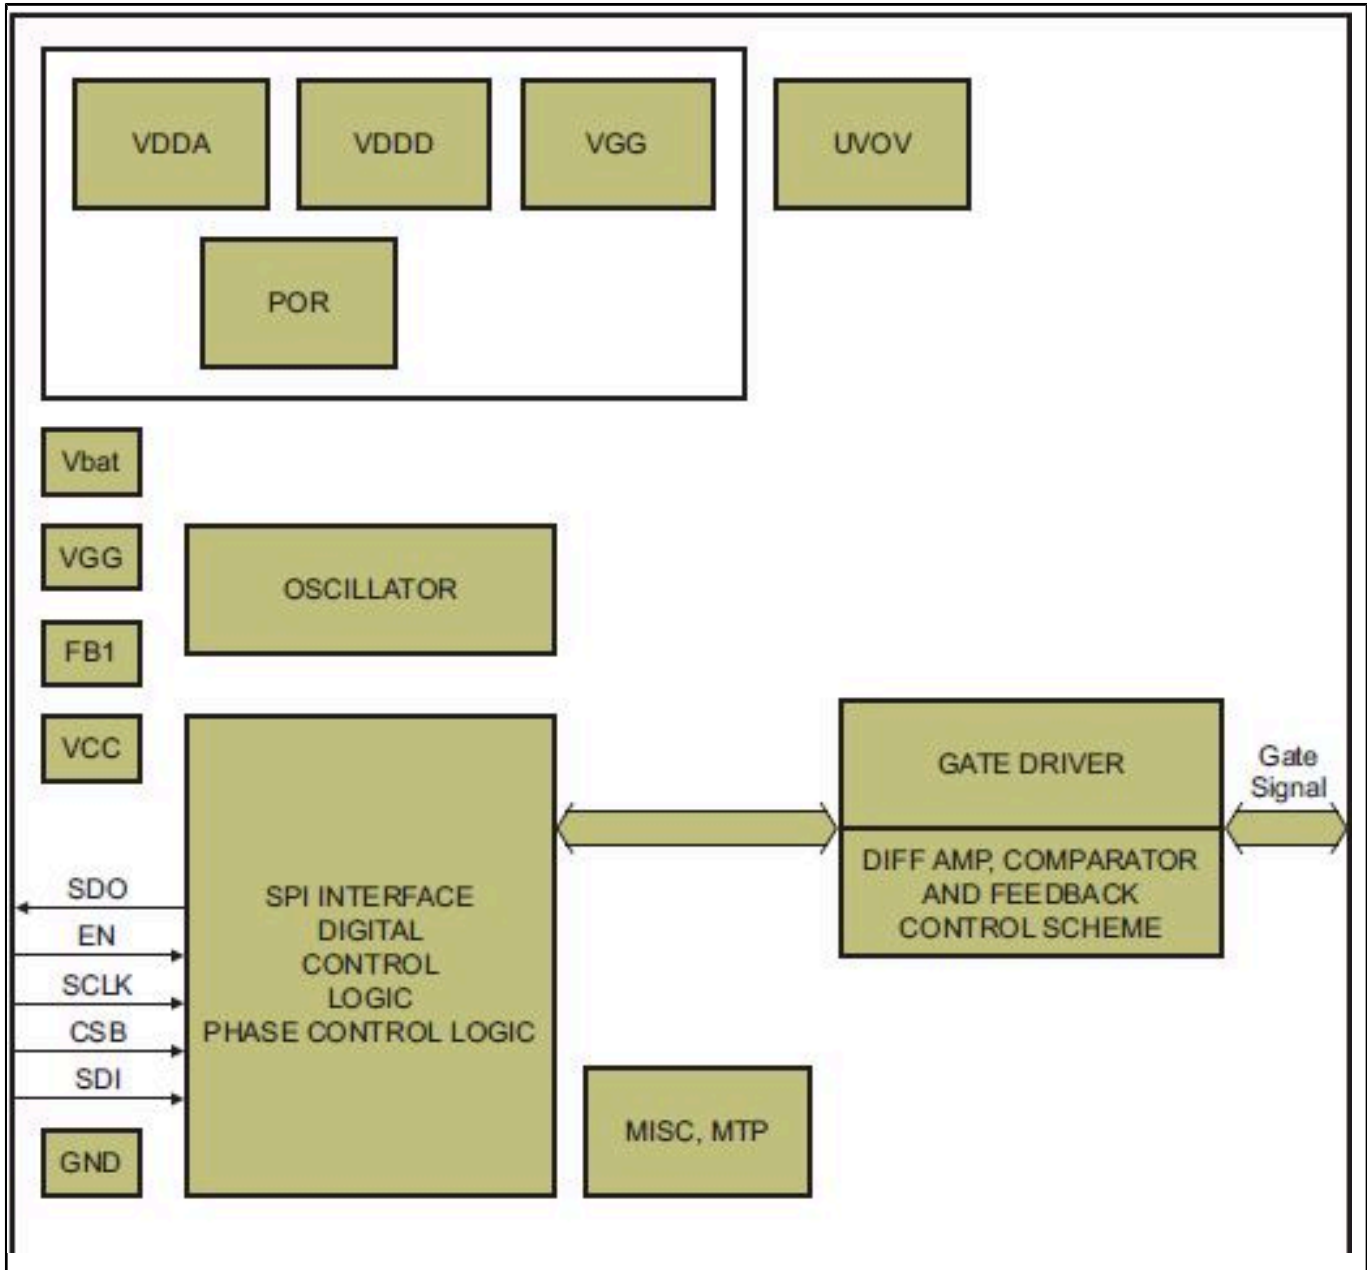 VDDA
VDDD
VGG
UVOV
POR
Vbat
VGG
OSCILLATOR
FB1
VCC
GATE DRIVER
Gate
Signal
DIFF AMP, COMPARATOR
AND FEEDBACK
CONTROL SCHEME
SDO
EN
SCLK
CSB
SDI
SPI INTERFACE
DIGITAL
CONTROL
LOGIC
PHASE CONTROL LOGIC
MISC, MTP
GND